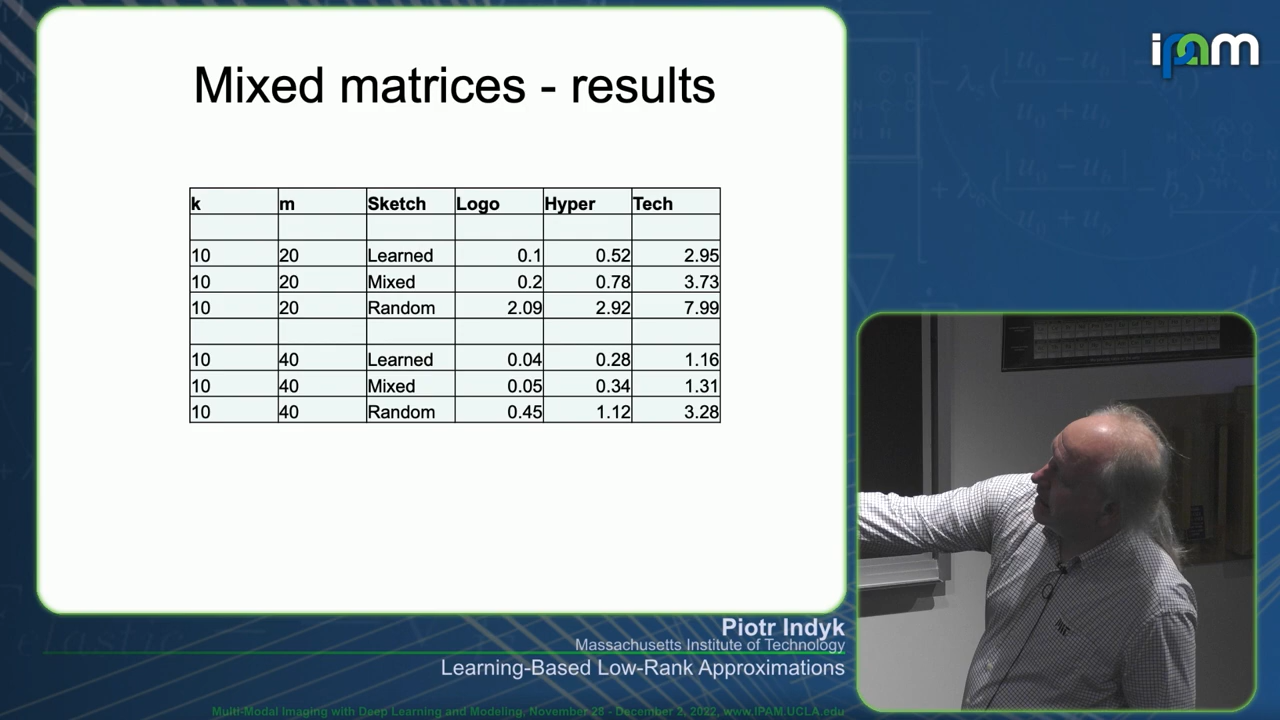 ipam
Mixed matrices - results
k m Sketch Logo Hyper Tech
10 20 Learned 0.1 0.52 2.95
10 20 Mixed 0.2 0.78 3.73
10 20 Random 2.09 2.92 7.99
10 40 Learned 0.04 0.28 1.16
10 40 Mixed 0.05 0.34 1.31
10 40 Random 0.45 1.12 3.28
Piotr Indyk
Massachusetts Institute of Technology
Learning-Based Low-Rank Approximations
Multi-Modal Imaging with Deep Learning and Modeling, November 28 - December 2, 2022, www.IPAM.UCLA.edu